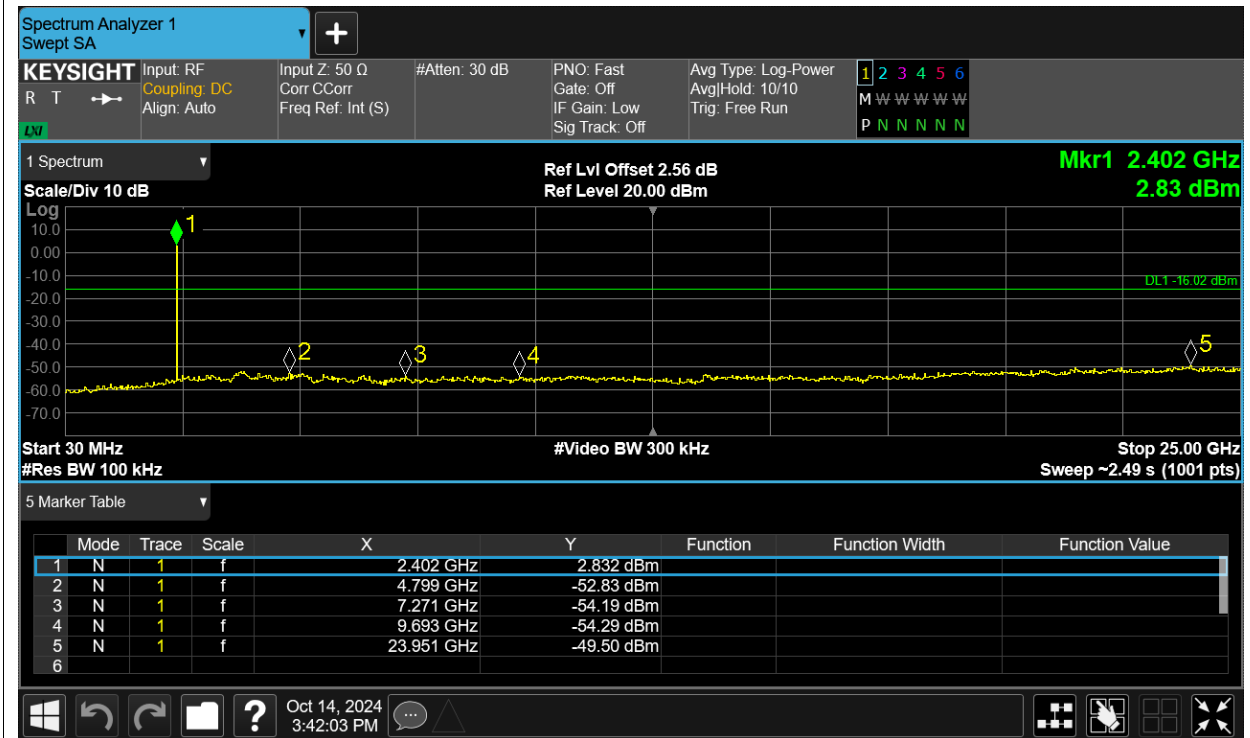 Spectrum Analyzer 1
Swept SA
KEYSIGHT
R T
LXI
Input: RF
Coupling: DC
Align: Auto
Input Z: 50 Ω
Corr CCorr
Freq Ref: Int (S)
#Atten: 30 dB
PNO: Fast
Gate: Off
IF Gain: Low
Sig Track: Off
Avg Type: Log-Power
Avg|Hold: 10/10
Trig: Free Run
1 2 3 4 5 6
M W W W W W
P N N N N N
1 Spectrum
Scale/Div 10 dB
Ref Lvl Offset 2.56 dB
Ref Level 20.00 dBm
Mkr1 2.402 GHz
2.83 dBm
Log
10.0
0.00
-10.0
-20.0
-30.0
-40.0
-50.0
-60.0
-70.0
1
DL1 -16.02 dBm
2
3
4
5
Start 30 MHz
#Video BW 300 kHz
Stop 25.00 GHz
#Res BW 100 kHz
Sweep ~2.49 s (1001 pts)
5 Marker Table
Mode Trace Scale X Y Function Function Width Function Value
1 N 1 f 2.402 GHz 2.832 dBm
2 N 1 f 4.799 GHz -52.83 dBm
3 N 1 f 7.271 GHz -54.19 dBm
4 N 1 f 9.693 GHz -54.29 dBm
5 N 1 f 23.951 GHz -49.50 dBm
6
?
Oct 14, 2024
3:42:03 PM